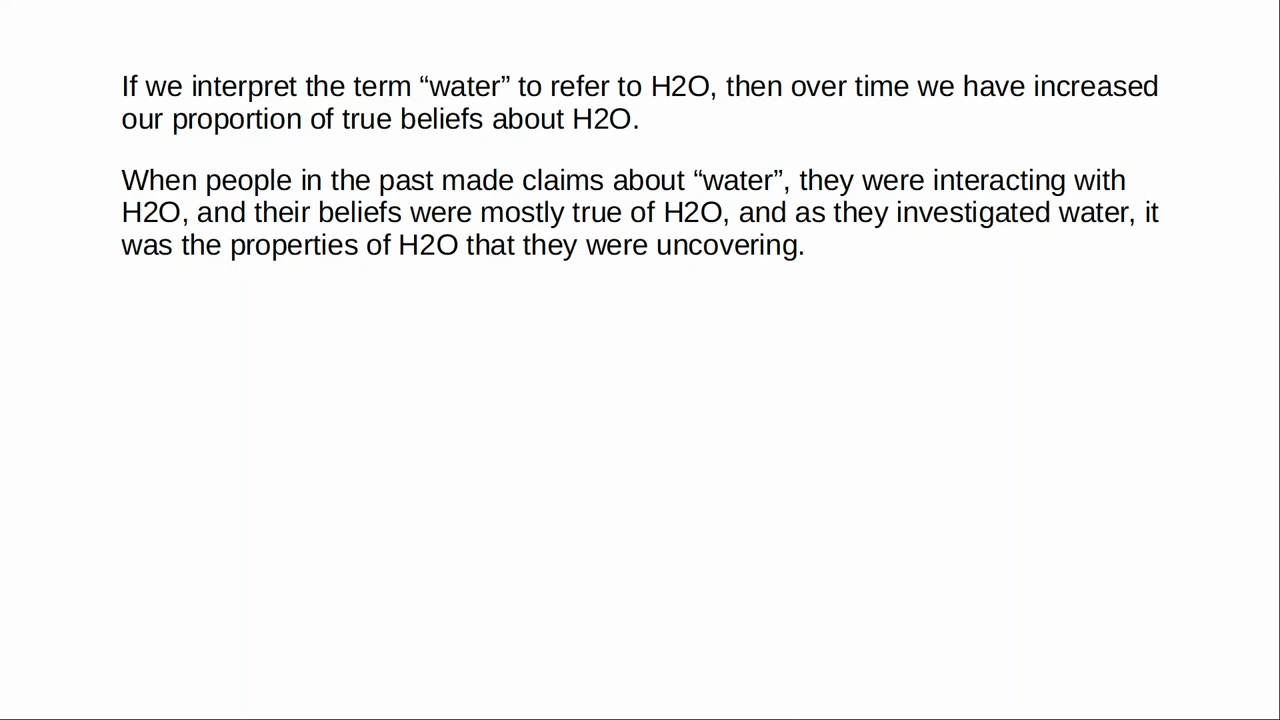 If we interpret the term “water” to refer to H2O, then over time we have increased
our proportion of true beliefs about H2O.
When people in the past made claims about “water”, they were interacting with
H2O, and their beliefs were mostly true of H2O, and as they investigated water, it
was the properties of H2O that they were uncovering.